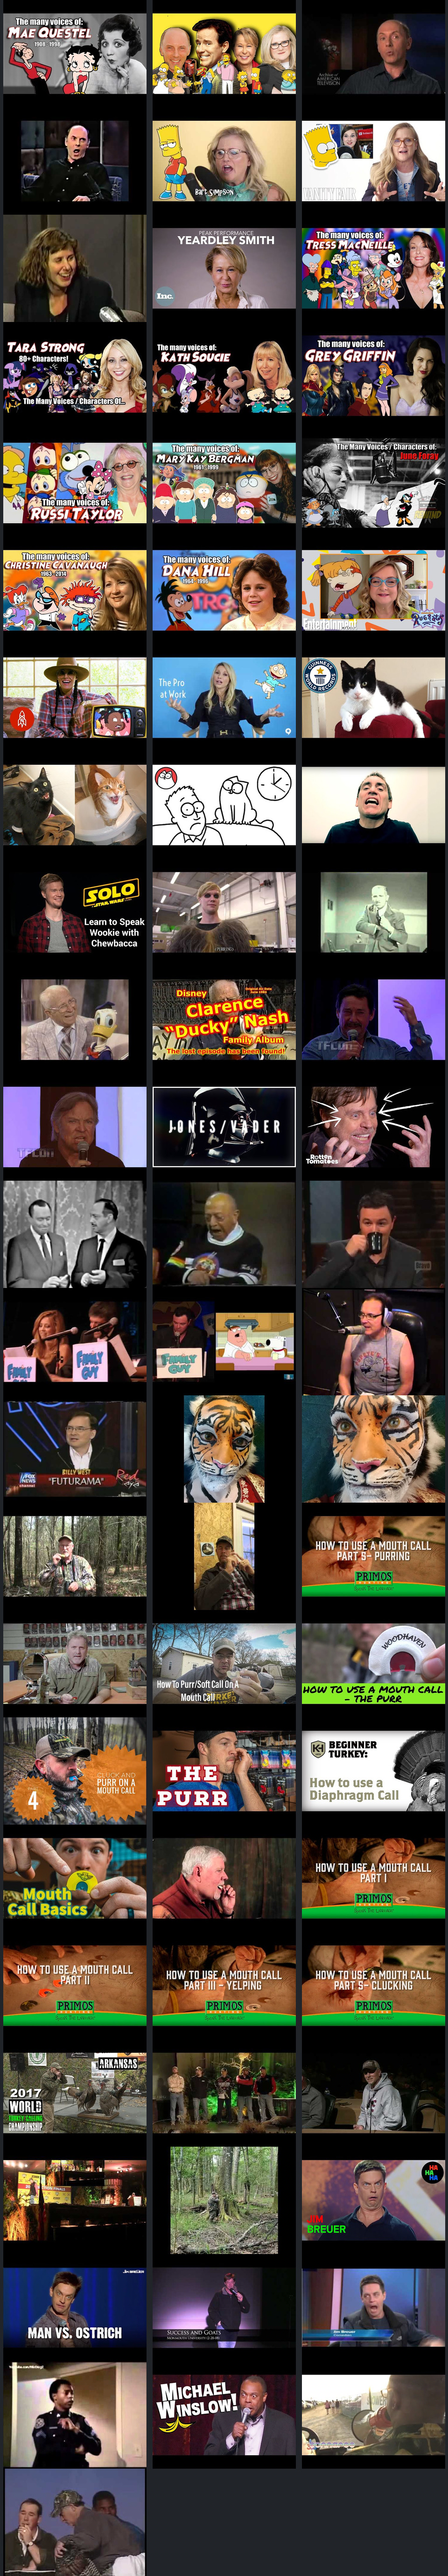 The many voices of:
MAE QUESTEL
1908 - 1998
ARCHIVE OF
AMERICAN
TELEVISION
BART SIMPSON
VANITY FAIR
PEAK PERFORMANCE
YEARDLEY SMITH
Inc.
The many voices of:
TRESS MACNEILLE
TARA STRONG
80+ Characters!
The Many Voices / Characters Of...
The many voices of:
KATH SOUCIE
The many voices of:
GREY GRIFFIN
The many voices of:
RUSSI TAYLOR
The many voices of:
MARY KAY BERGMAN
1961-1999
The Many Voices / Characters of:
June Foray
The many voices of:
CHRISTINE CAVANAUGH
1963 - 2014
The many voices of:
DANA HILL
1964 - 1996
Entertainment
Rugrats
The Pro
at Work
GUINNESS
WORLD
RECORDS
SOLO
STAR WARS
Learn to Speak
Wookie with
Chewbacca
Disney
Clarence
"Ducky" Nash
Family Album
The lost episode has been found!
TFcon
TFcon
JONES/VADER
Rotten
Tomatoes
FAMILY
GUY
FAMILY
GUY
FAMILY
GUY
FOX
NEWS
BILLY WEST
"FUTURAMA"
Red
HOW TO USE A MOUTH CALL
PART 5- PURRING
PRIMOS
How To Purr/Soft Call On A
Mouth Call
WOODHAVEN
HOW TO USE A MOUTH CALL
- THE PURR
4
CLUCK AND
PURR ON A
MOUTH CALL
THE
PURR
BEGINNER
TURKEY:
How to use a
Diaphragm Call
Mouth
Call Basics
HOW TO USE A MOUTH CALL
PART I
PRIMOS
HOW TO USE A MOUTH CALL
PART II
PRIMOS
HOW TO USE A MOUTH CALL
PART III - YELPING
PRIMOS
HOW TO USE A MOUTH CALL
PART 5- CLUCKING
PRIMOS
ARKANSAS
2017
WORLD
TURKEY CALLING
CHAMPIONSHIP
HA
HA
HA
JIM
BREUER
MAN VS. OSTRICH
SUCCESS AND GOATS
MICHAEL
WINSLOW!